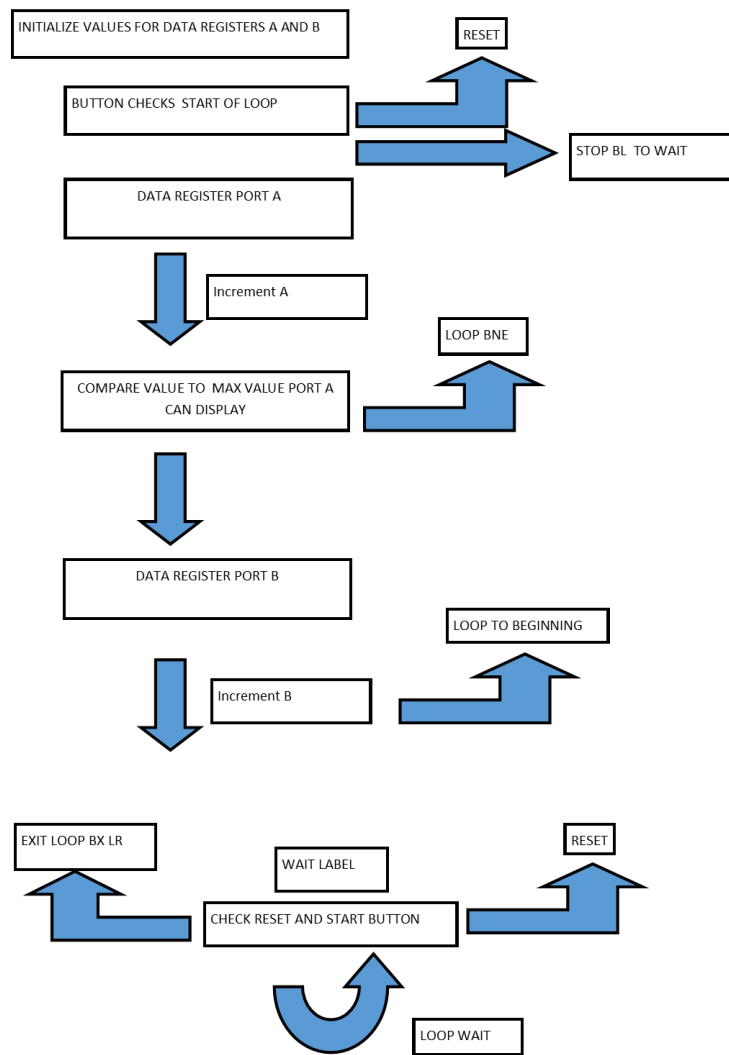 INITIALIZE VALUES FOR DATA REGISTERS A AND B
RESET
BUTTON CHECKS START OF LOOP
STOP BL TO WAIT
DATA REGISTER PORT A
Increment A
LOOP BNE
COMPARE VALUE TO MAX VALUE PORT A
CAN DISPLAY
DATA REGISTER PORT B
LOOP TO BEGINNING
Increment B
EXIT LOOP BX LR
RESET
WAIT LABEL
CHECK RESET AND START BUTTON
LOOP WAIT